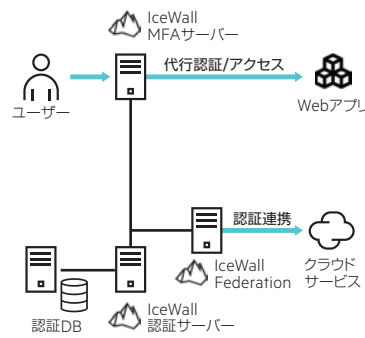 IceWall
MFAサーバー
代行認証/アクセス
ユーザー
Webアプリ
認証連携
IceWall
Federation
クラウド
サービス
認証DB
IceWall
認証サーバー